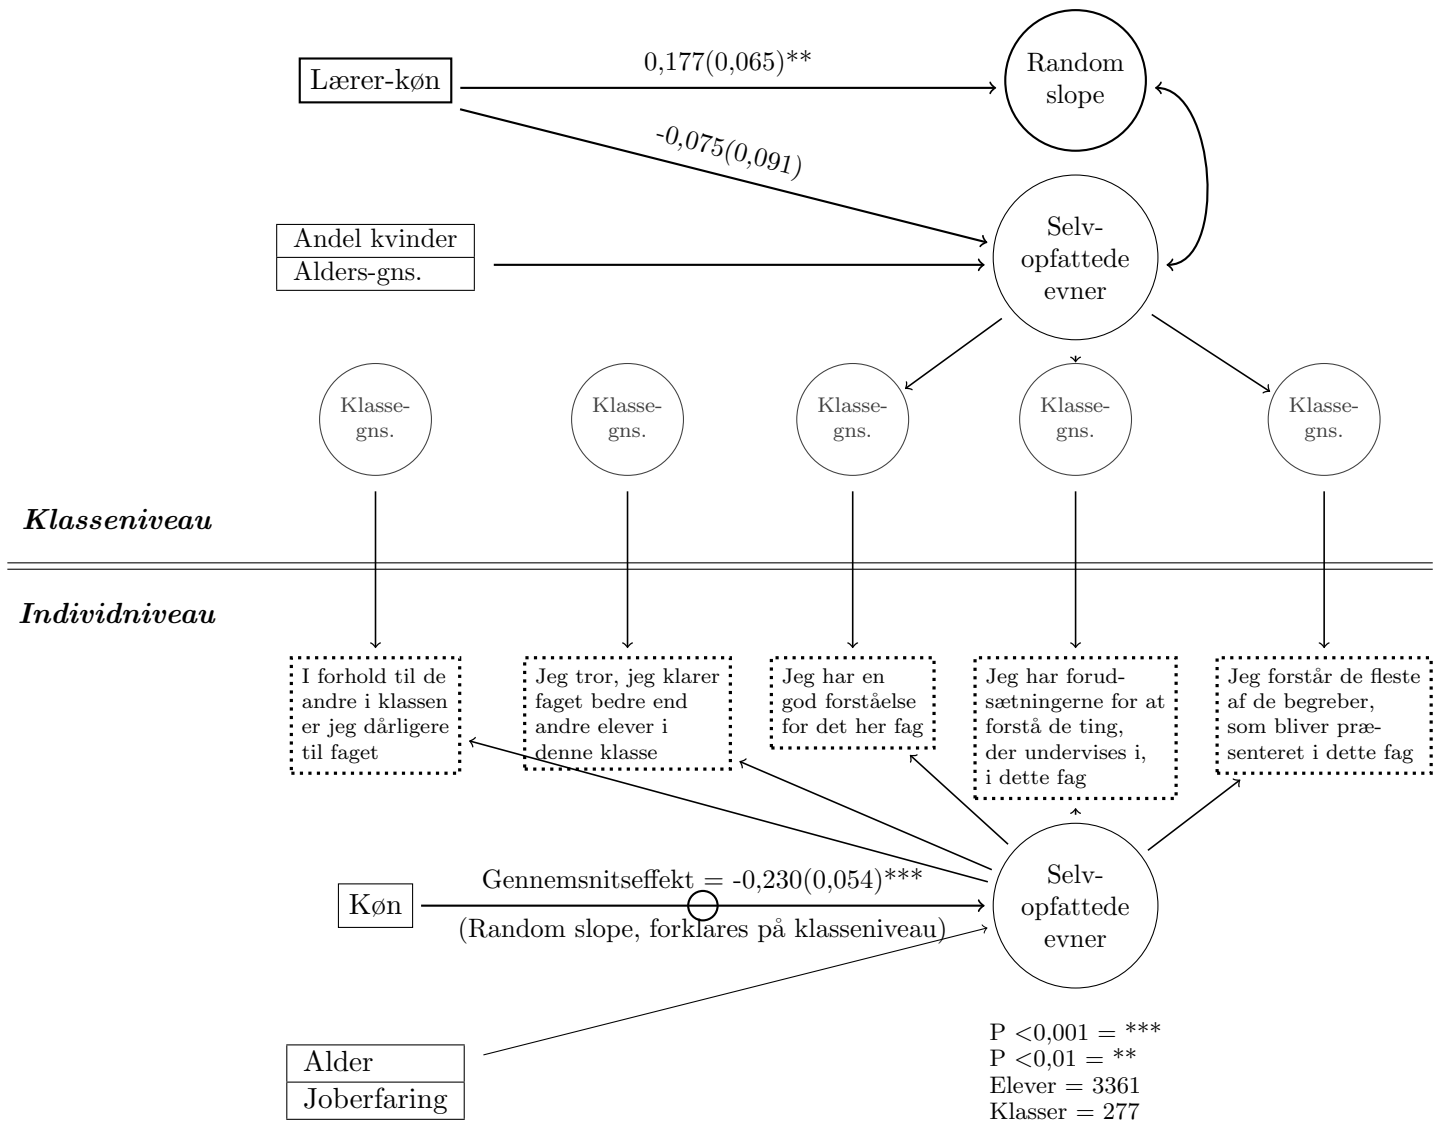 0,177(0,065)**
Random
slope
Lærer-køn
-0,075(0,091)
Selv-
opfattede
evner
Andel kvinder
Alders-gns.
Klasse-
gns.
Klasse-
gns.
Klasse-
gns.
Klasse-
gns.
Klasse-
gns.
Klasseniveau
Individniveau
I forhold til de
andre i klassen
er jeg dårligere
til faget
Jeg tror, jeg klarer
faget bedre end
andre elever i
denne klasse
Jeg har en
god forståelse
for det her fag
Jeg har forud-
sætningerne for at
forstå de ting,
der undervises i,
i dette fag
Jeg forstår de fleste
af de begreber,
som bliver præ-
senteret i dette fag
Gennemsnitseffekt = -0,230(0,054)***
Køn
(Random slope, forklares på klasseniveau)
Selv-
opfattede
evner
Alder
Joberfaring
P <0,001 = ***
P <0,01 = **
Elever = 3361
Klasser = 277